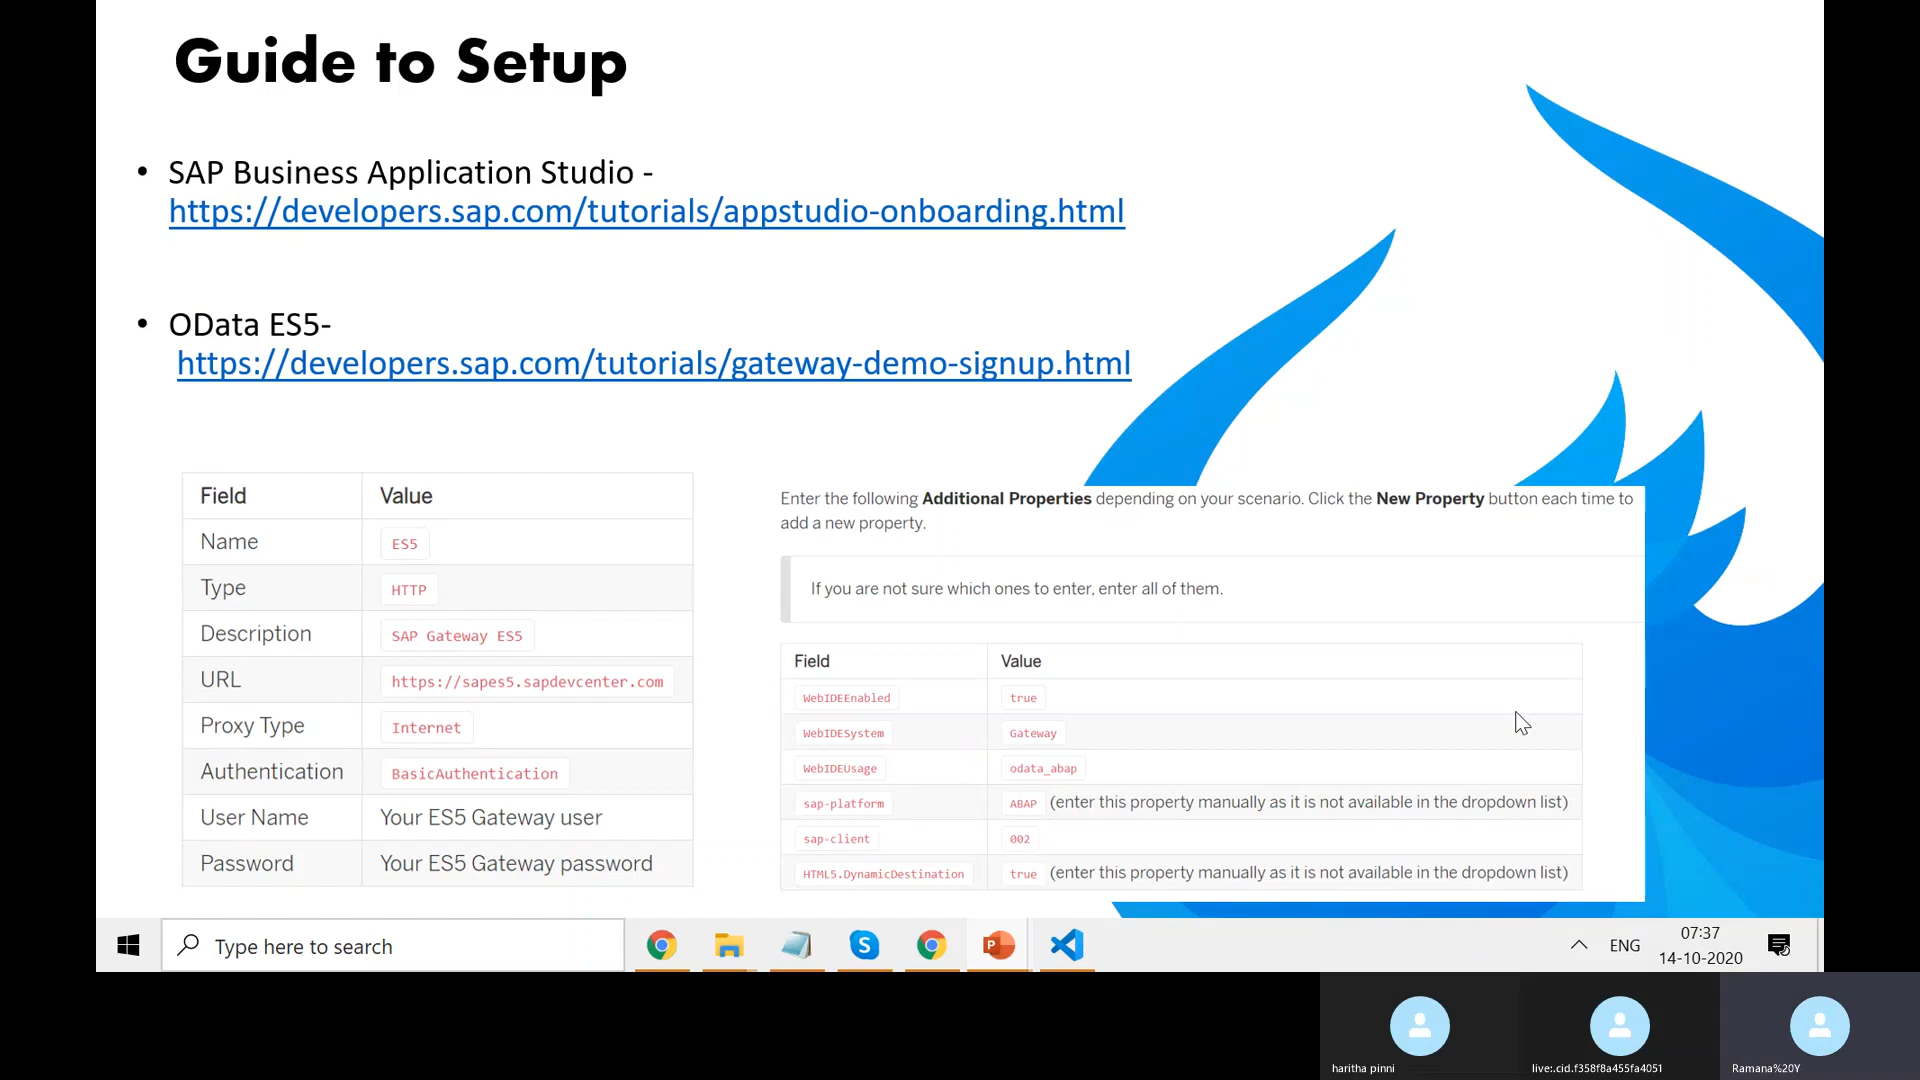 Guide to Setup
• SAP Business Application Studio -
https://developers.sap.com/tutorials/appstudio-onboarding.html
• OData ES5-
https://developers.sap.com/tutorials/gateway-demo-signup.html
Field Value
Name ES5
Type HTTP
Description SAP Gateway ES5
URL https://sapes5.sapdevcenter.com
Proxy Type Internet
Authentication BasicAuthentication
User Name Your ES5 Gateway user
Password Your ES5 Gateway password
Enter the following Additional Properties depending on your scenario. Click the New Property button each time to
add a new property.
If you are not sure which ones to enter, enter all of them.
Field Value
WebIDEEnabled true
WebIDESystem Gateway
WebIDEUsage odata_abap
sap-platform ABAP (enter this property manually as it is not available in the dropdown list)
sap-client 002
HTML5.DynamicDestination true (enter this property manually as it is not available in the dropdown list)
Type here to search
ENG
07:37
14-10-2020
haritha pinni
live:.cid.f358f8a455fa4051
Ramana%20Y